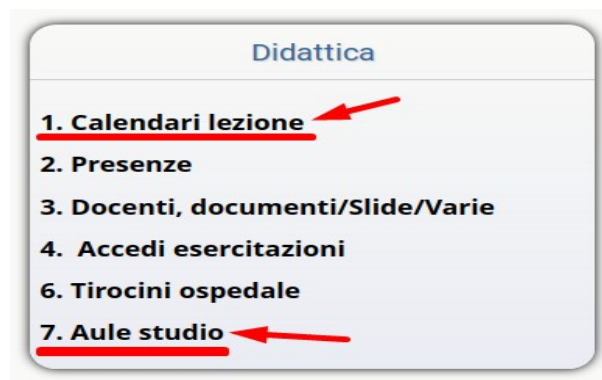 Didattica
1. Calendari lezione
2. Presenze
3. Docenti, documenti/Slide/Varie
4. Accedi esercitazioni
6. Tirocini ospedale
7. Aule studio